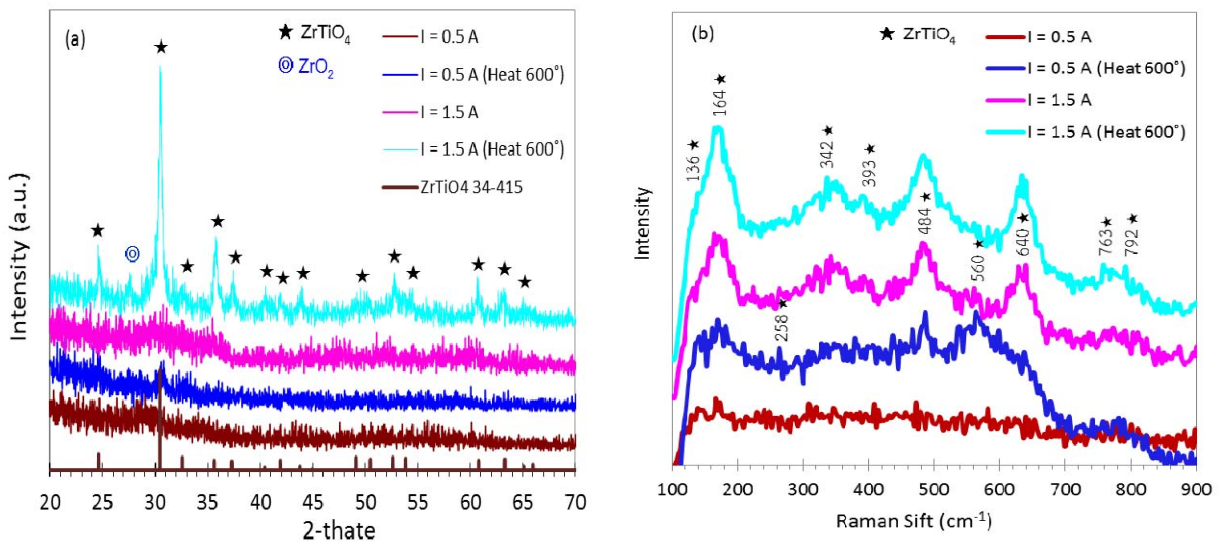 (a)
★ ZrTiO₄
◎ ZrO₂
I = 0.5 A
I = 0.5 A (Heat 600°)
I = 1.5 A
I = 1.5 A (Heat 600°)
ZrTiO4 34-415
Intensity (a.u.)
20 25 30 35 40 45 50 55 60 65 70
2-thate
(b)
★ ZrTiO₄
I = 0.5 A
I = 0.5 A (Heat 600°)
I = 1.5 A
I = 1.5 A (Heat 600°)
136 ★
164 ★
258 ★
342 ★
393 ★
484 ★
560 ★
640 ★
763 ★
792 ★
Intensity
100 200 300 400 500 600 700 800 900
Raman Sift (cm⁻¹)